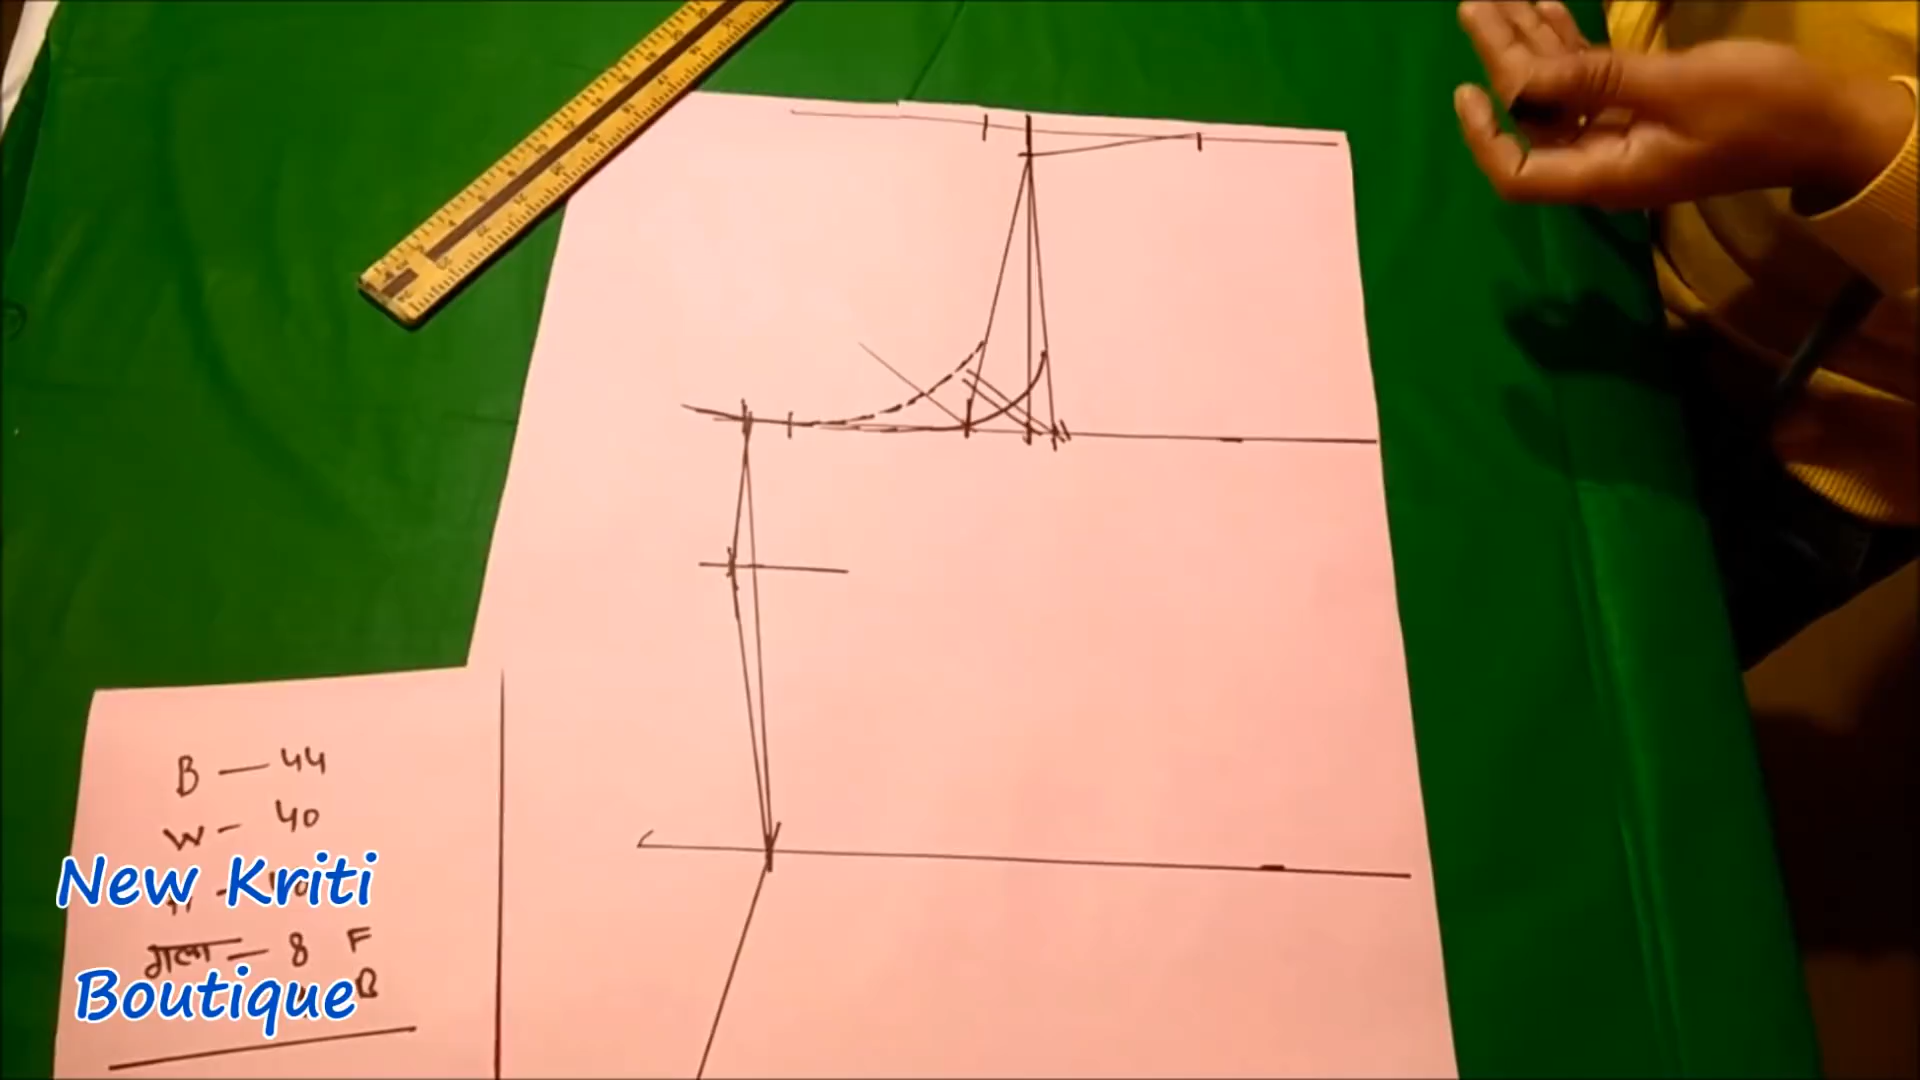 B — 44
W - 40
New Kriti
गला — 8 F
Boutique B